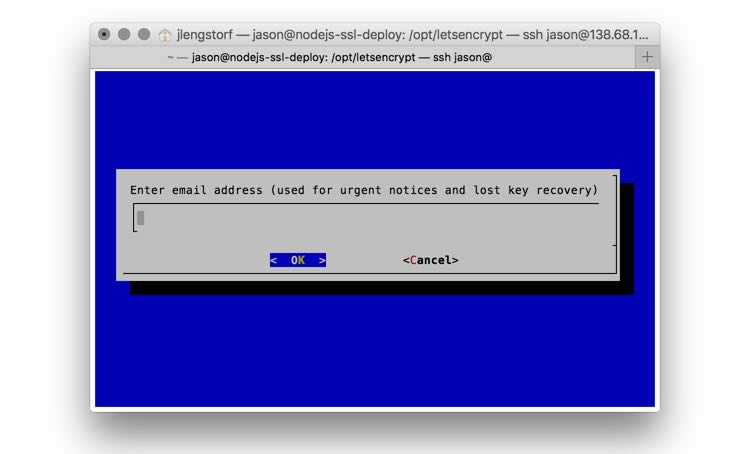 jlengstorf — jason@nodejs-ssl-deploy: /opt/letsencrypt — ssh jason@138.68.1...
~ — jason@nodejs-ssl-deploy: /opt/letsencrypt — ssh jason@
Enter email address (used for urgent notices and lost key recovery)
< OK > <Cancel>